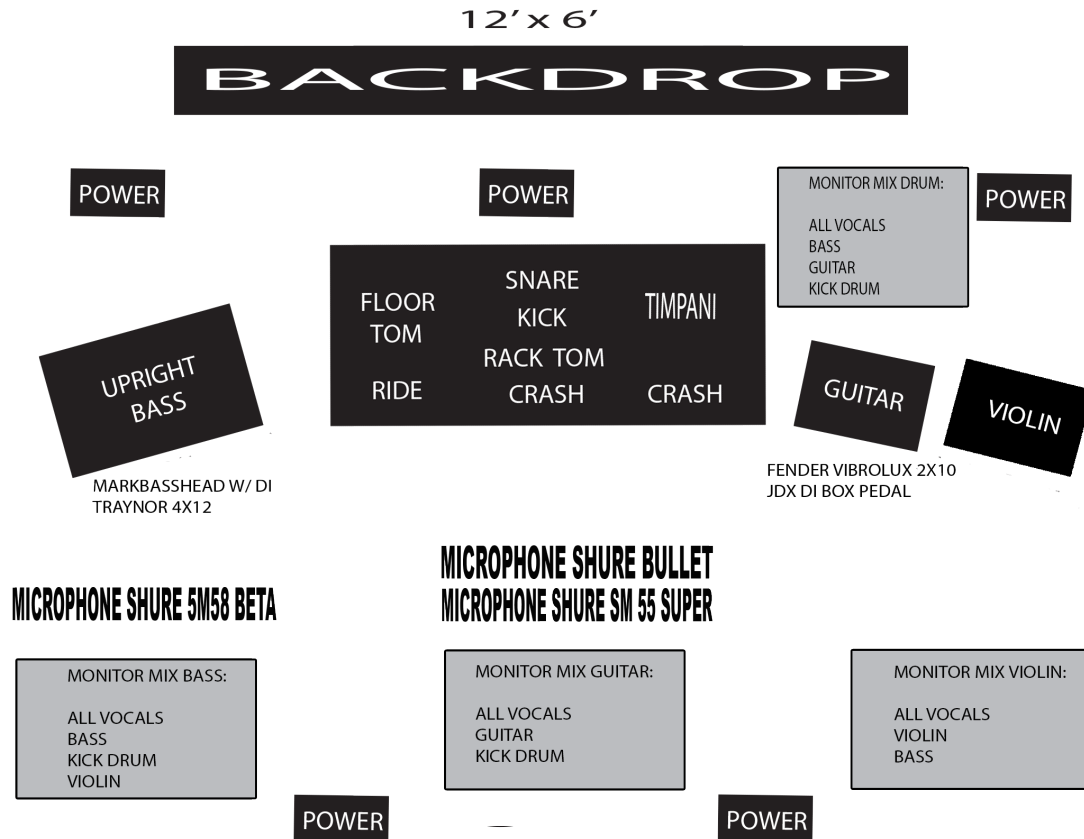 12' x 6'
BACKDROP
POWER
POWER
POWER
MONITOR MIX DRUM:
ALL VOCALS
BASS
GUITAR
KICK DRUM
FLOOR
TOM
RIDE
SNARE
KICK
RACK TOM
CRASH
TIMPANI
CRASH
UPRIGHT
BASS
MARKBASSHEAD W/ DI
TRAYNOR 4X12
GUITAR
VIOLIN
FENDER VIBROLUX 2X10
JDX DI BOX PEDAL
MICROPHONE SHURE 5M58 BETA
MICROPHONE SHURE BULLET
MICROPHONE SHURE SM 55 SUPER
MONITOR MIX BASS:
ALL VOCALS
BASS
KICK DRUM
VIOLIN
MONITOR MIX GUITAR:
ALL VOCALS
GUITAR
KICK DRUM
MONITOR MIX VIOLIN:
ALL VOCALS
VIOLIN
BASS
POWER
POWER